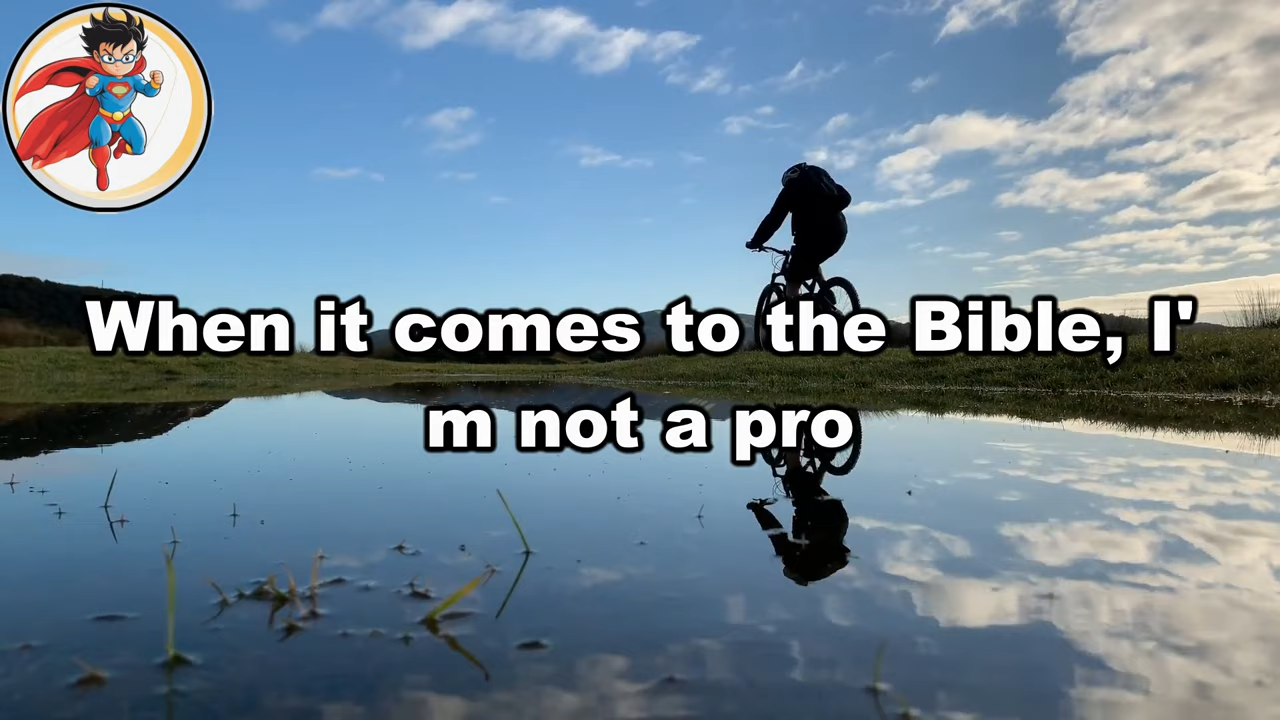 When it comes to the Bible, I'
m not a pro